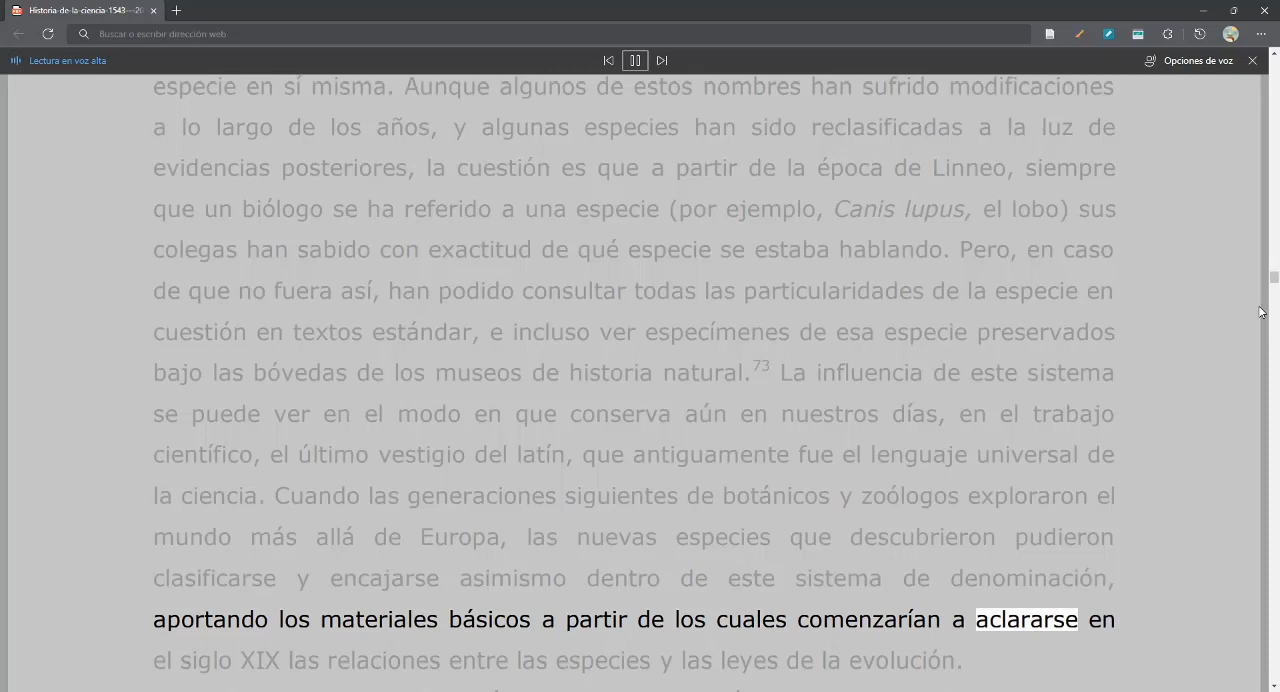 Historia-de-la-ciencia-1543---20
Buscar o escribir dirección web
Lectura en voz alta
Opciones de voz
especie en sí misma. Aunque algunos de estos nombres han sufrido modificaciones
a lo largo de los años, y algunas especies han sido reclasificadas a la luz de
evidencias posteriores, la cuestión es que a partir de la época de Linneo, siempre
que un biólogo se ha referido a una especie (por ejemplo, Canis lupus, el lobo) sus
colegas han sabido con exactitud de qué especie se estaba hablando. Pero, en caso
de que no fuera así, han podido consultar todas las particularidades de la especie en
cuestión en textos estándar, e incluso ver especímenes de esa especie preservados
bajo las bóvedas de los museos de historia natural.73 La influencia de este sistema
se puede ver en el modo en que conserva aún en nuestros días, en el trabajo
científico, el último vestigio del latín, que antiguamente fue el lenguaje universal de
la ciencia. Cuando las generaciones siguientes de botánicos y zoólogos exploraron el
mundo más allá de Europa, las nuevas especies que descubrieron pudieron
clasificarse y encajarse asimismo dentro de este sistema de denominación,
aportando los materiales básicos a partir de los cuales comenzarían a aclararse en
el siglo XIX las relaciones entre las especies y las leyes de la evolución.